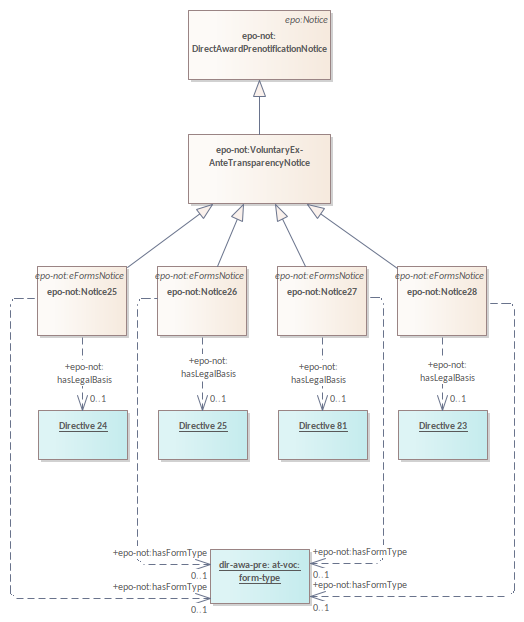 epo:Notice
epo-not:
DirectAwardPrenotificationNotice
epo-not:VoluntaryEx-
AnteTransparencyNotice
epo-not:eFormsNotice
epo-not:Notice25
epo-not:eFormsNotice
epo-not:Notice26
epo-not:eFormsNotice
epo-not:Notice27
epo-not:eFormsNotice
epo-not:Notice28
+epo-not:
hasLegalBasis
0..1
+epo-not:
hasLegalBasis
0..1
+epo-not:
hasLegalBasis
0..1
+epo-not:
hasLegalBasis
0..1
Directive 24
Directive 25
Directive 81
Directive 23
+epo-not:hasFormType
0..1
+epo-not:hasFormType
0..1
dir-awa-pre: at-voc:
form-type
+epo-not:hasFormType
0..1
+epo-not:hasFormType
0..1